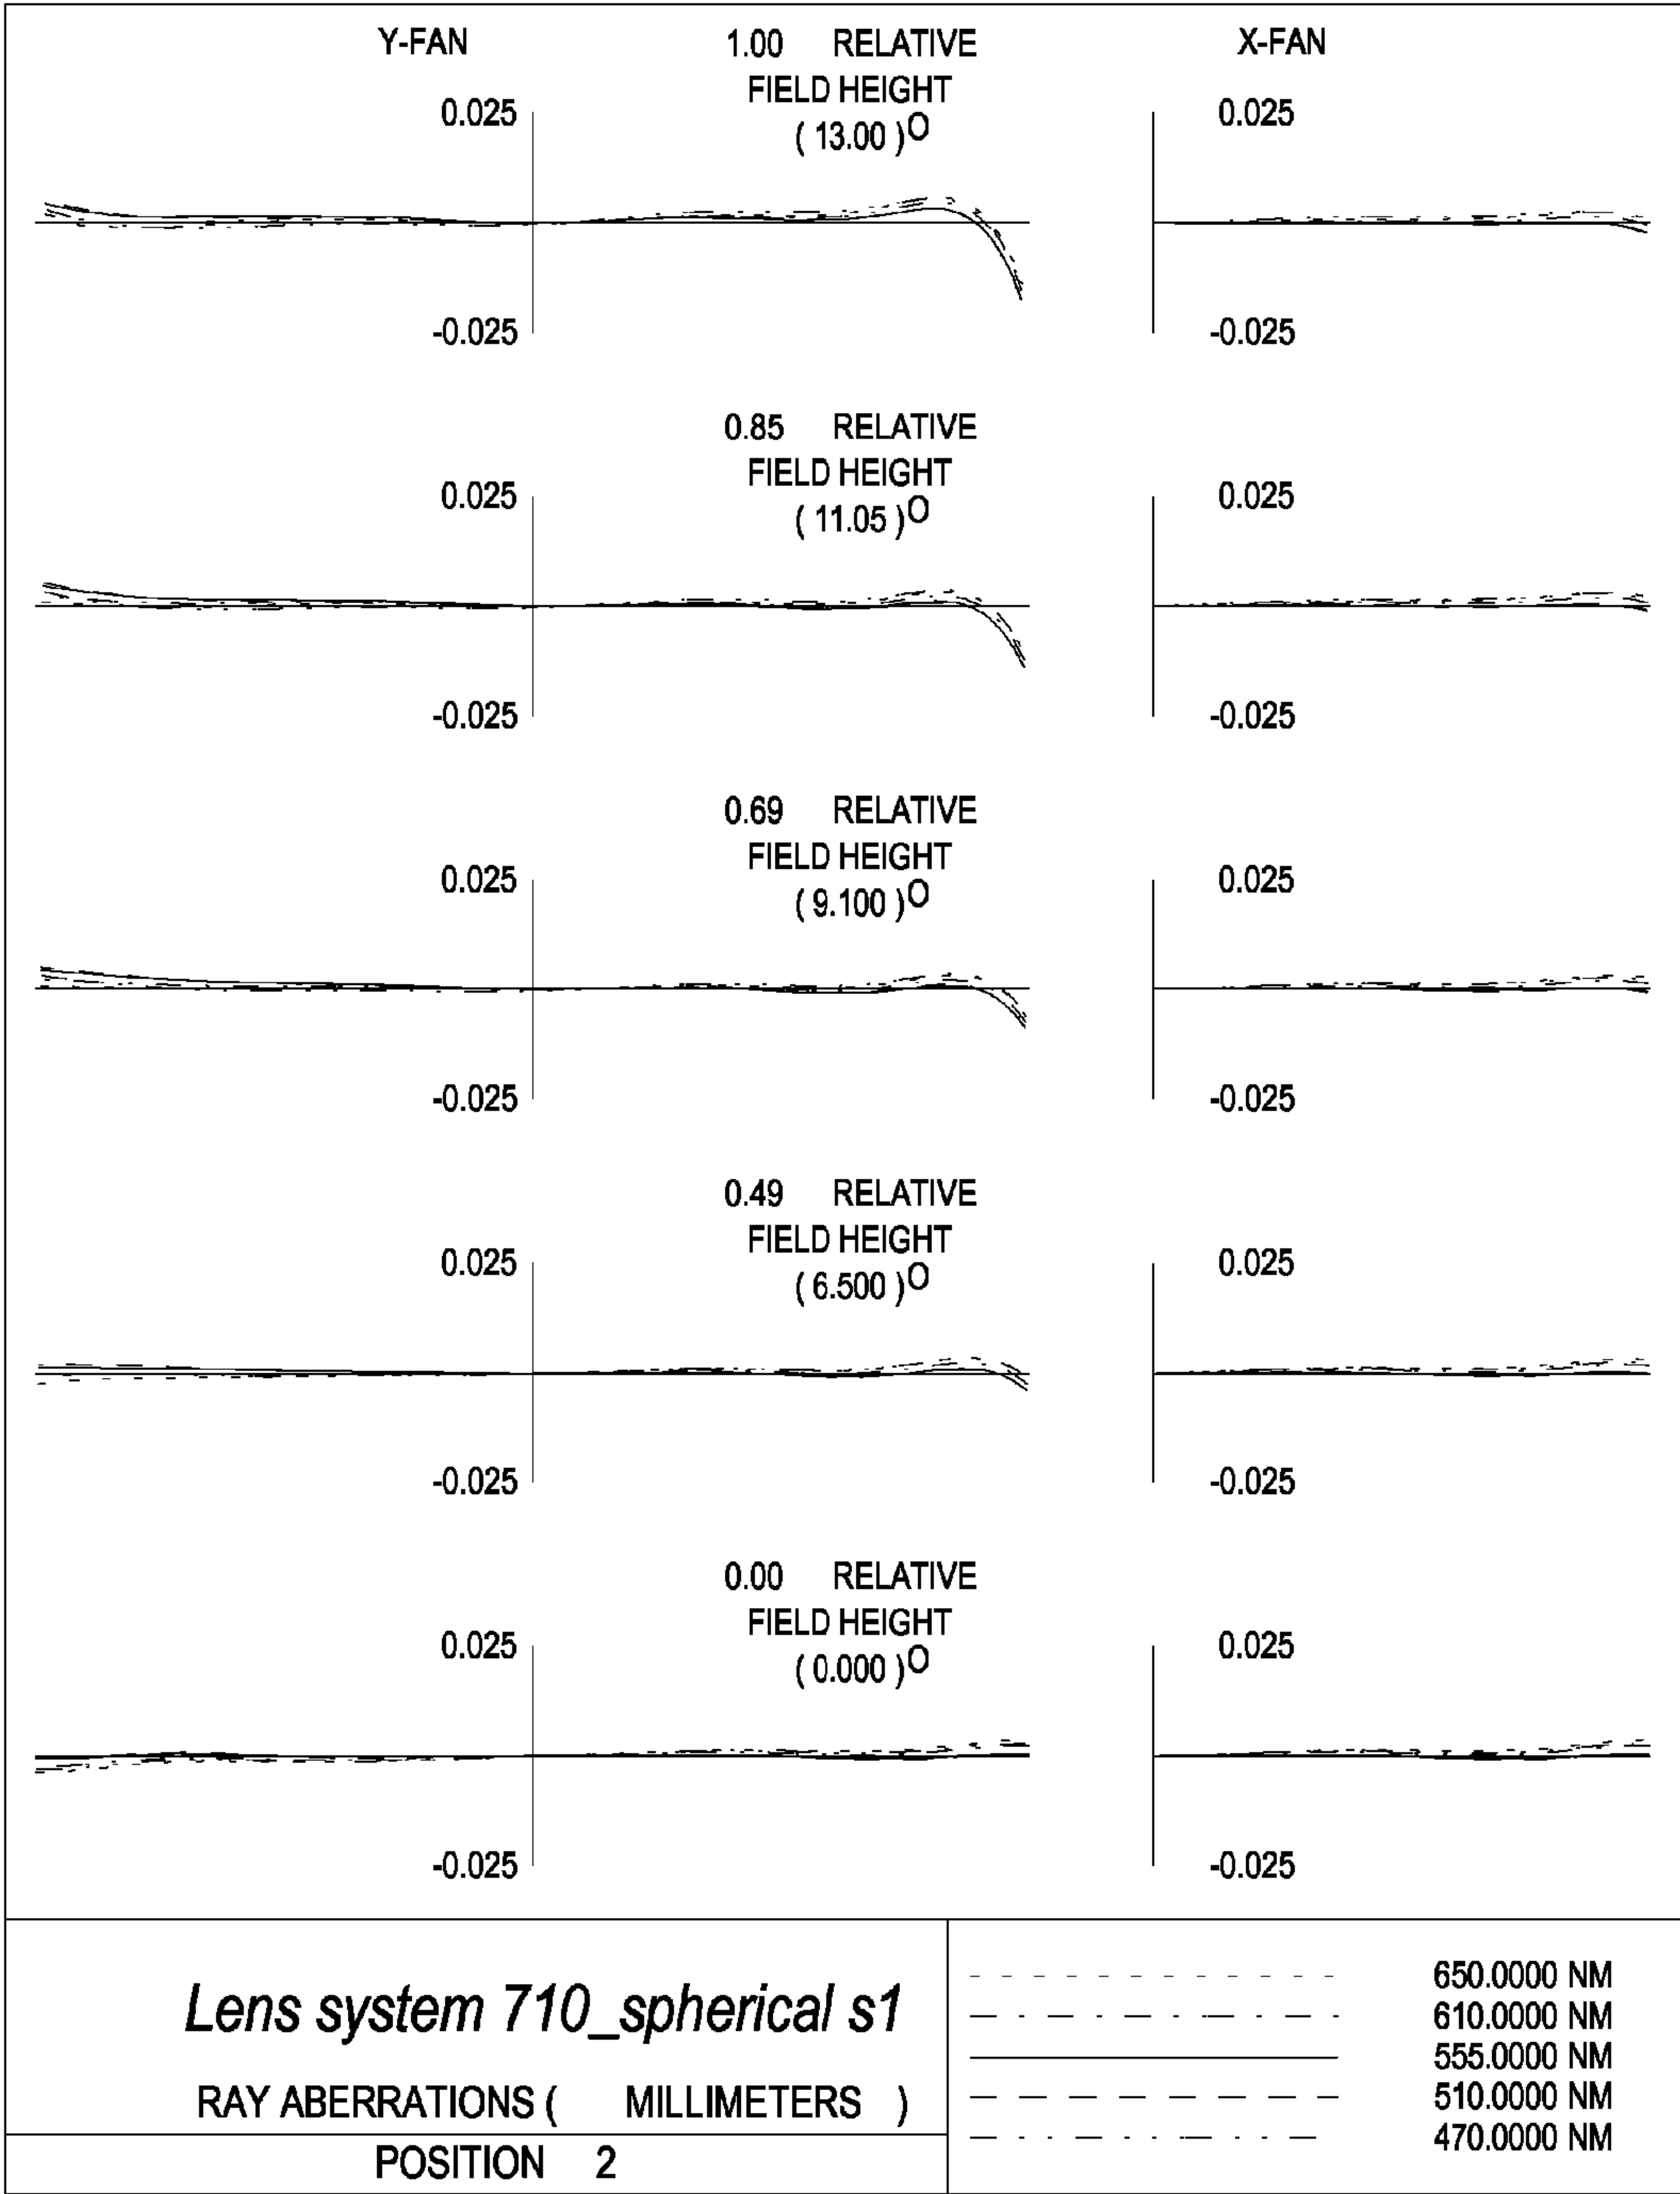 Y-FAN 1.00 RELATIVE X-FAN
FIELD HEIGHT
0.025 ( 13.00 )O 0.025
-0.025 -0.025
0.85 RELATIVE
FIELD HEIGHT
0.025 ( 11.05 )O 0.025
-0.025 -0.025
0.69 RELATIVE
FIELD HEIGHT
0.025 ( 9.100 )O 0.025
-0.025 -0.025
0.49 RELATIVE
FIELD HEIGHT
0.025 ( 6.500 )O 0.025
-0.025 -0.025
0.00 RELATIVE
FIELD HEIGHT
0.025 ( 0.000 )O 0.025
-0.025 -0.025
Lens system 710_spherical s1
RAY ABERRATIONS ( MILLIMETERS )
POSITION 2
650.0000 NM
610.0000 NM
555.0000 NM
510.0000 NM
470.0000 NM